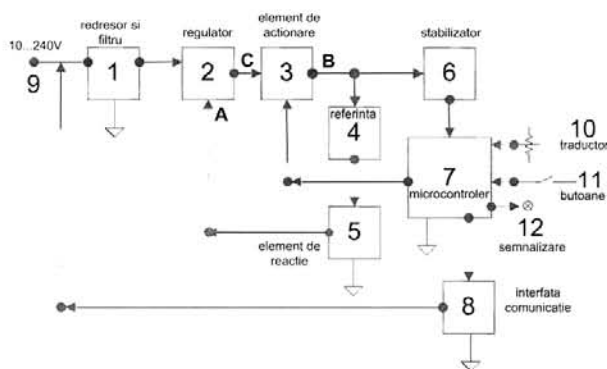 redresor si
filtru
10...240V
9
1
regulator
2
A
C
element de
actionare
3
B
stabilizator
6
referinta
4
7
microcontroler
10
traductor
11
butoane
12
semnalizare
5
element de
reactie
8
interfata
comunicatie